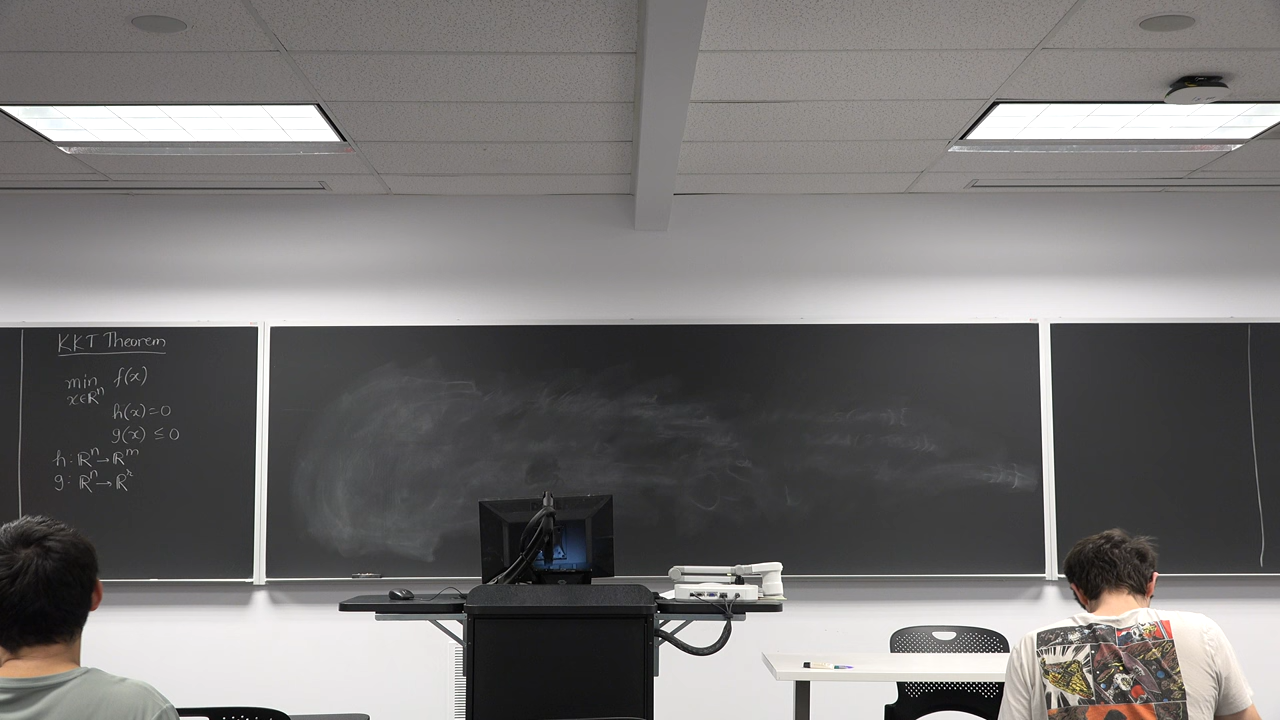 KKT Theorem
min f(x)
x∈ℝⁿ
h(x)=0
g(x) ≤ 0
h: ℝⁿ→ℝᵐ
g: ℝⁿ→ℝʳ